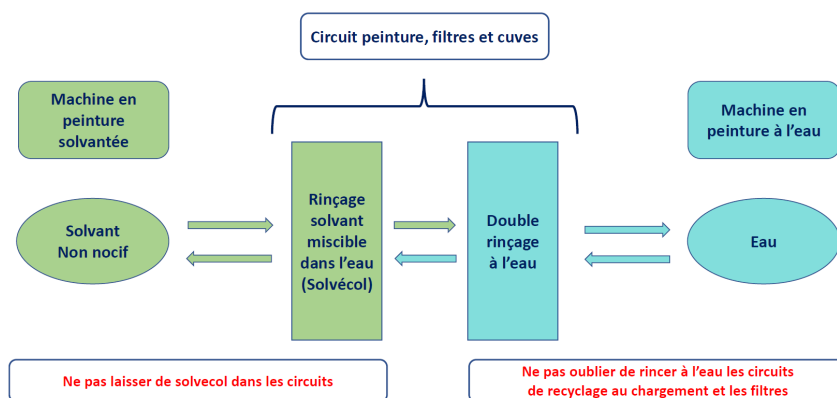 Circuit peinture, filtres et cuves
Machine en
peinture
solvantée
Machine en
peinture à l'eau
Solvant
Non nocif
Rinçage
solvant
miscible
dans l'eau
(Solvécol)
Double
rinçage
à l'eau
Eau
Ne pas laisser de solvecol dans les circuits
Ne pas oublier de rincer à l'eau les circuits
de recyclage au chargement et les filtres